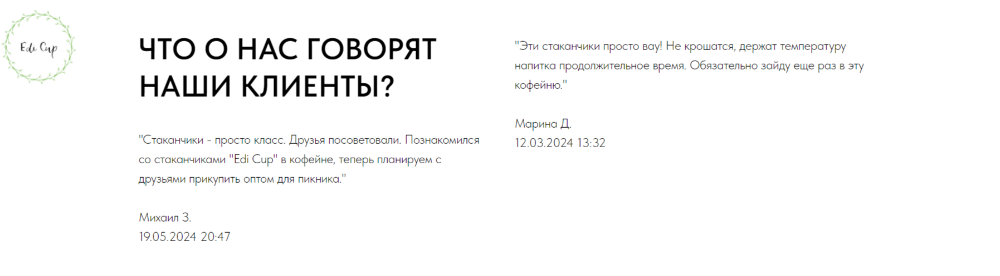 Edi Cup
ЧТО О НАС ГОВОРЯТ
НАШИ КЛИЕНТЫ?
"Стаканчики - просто класс. Друзья посоветовали. Познакомился
со стаканчиками "Edi Cup" в кофейне, теперь планируем с
друзьями прикупить оптом для пикника."
Михаил З.
19.05.2024 20:47
"Эти стаканчики просто вау! Не крошатся, держат температуру
напитка продолжительное время. Обязательно зайду еще раз в эту
кофейню."
Марина Д.
12.03.2024 13:32